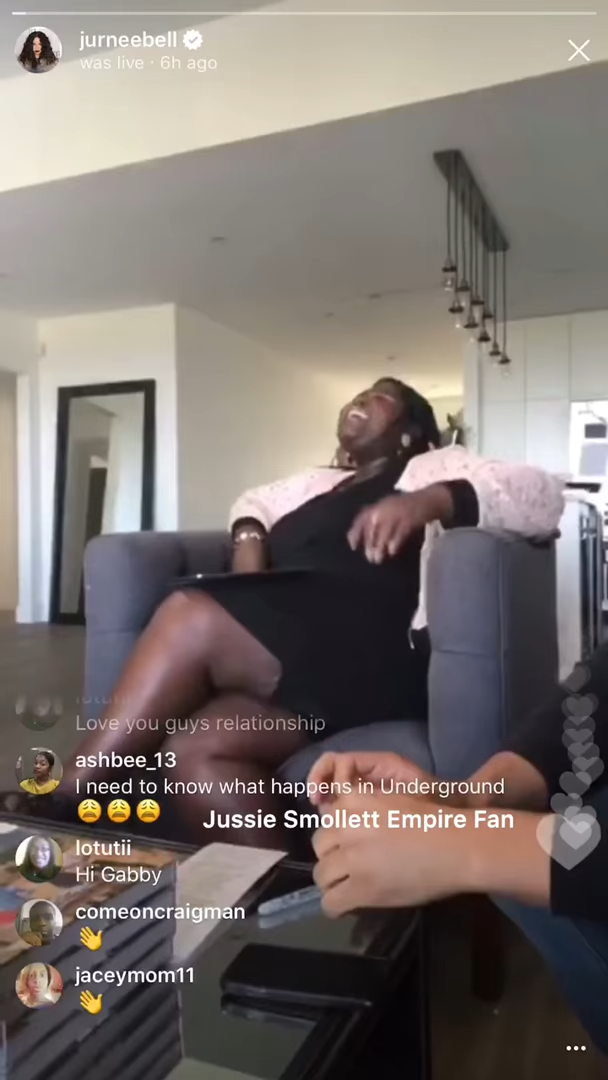 jurneebell
was live · 6h ago
Love you guys relationship
ashbee_13
I need to know what happens in Underground
😩😩😩
Jussie Smollett Empire Fan
lotutii
Hi Gabby
comeoncraigman
👋
jaceymom11
👋